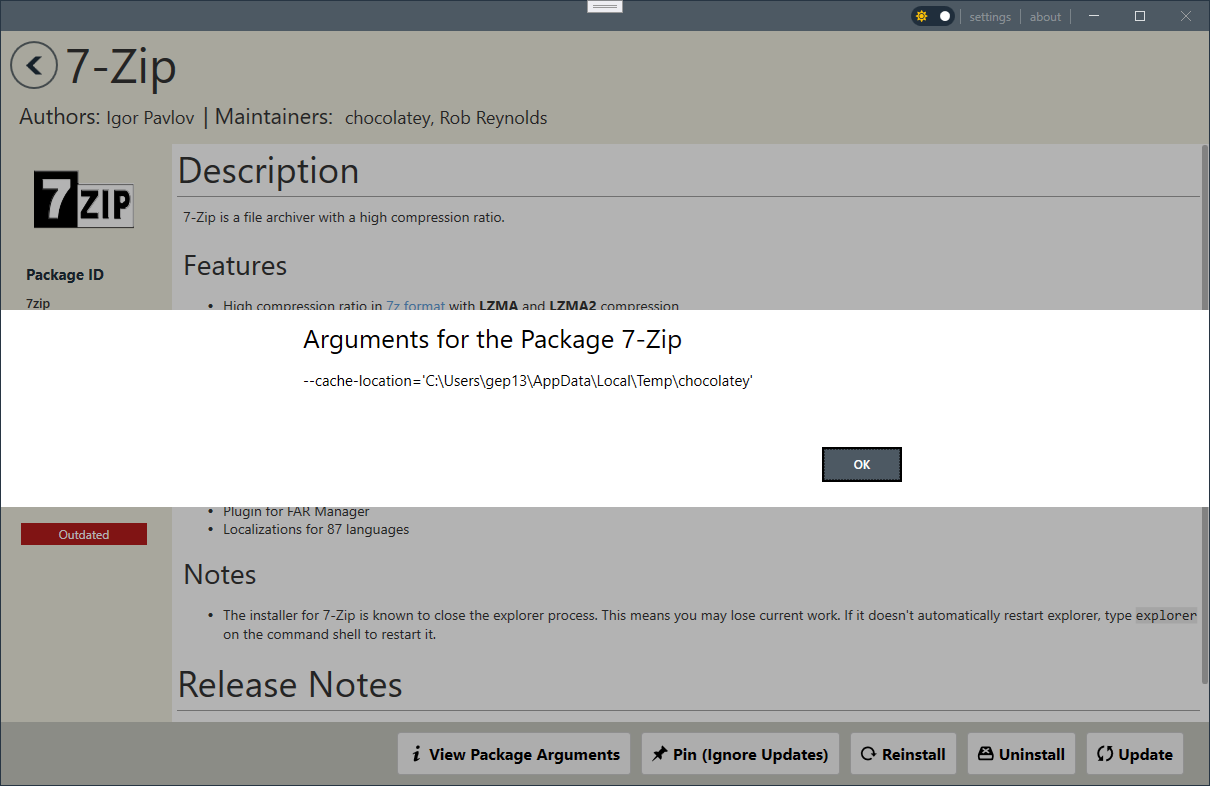 settings
about
7-Zip
Authors: Igor Pavlov | Maintainers: chocolatey, Rob Reynolds
7ZIP
Package ID
7zip
Outdated
Description
7-Zip is a file archiver with a high compression ratio.
Features
• High compression ratio in 7z format with LZMA and LZMA2 compression
Arguments for the Package 7-Zip
--cache-location='C:\Users\gep13\AppData\Local\Temp\chocolatey'
OK
• Plugin for FAR Manager
• Localizations for 87 languages
Notes
• The installer for 7-Zip is known to close the explorer process. This means you may lose current work. If it doesn't automatically restart explorer, type explorer
on the command shell to restart it.
Release Notes
View Package Arguments
Pin (Ignore Updates)
Reinstall
Uninstall
Update